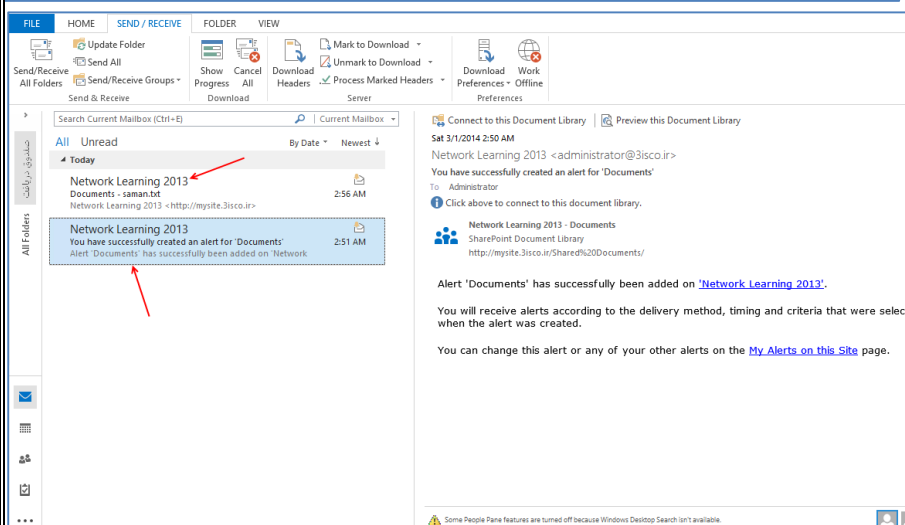 FILE HOME SEND / RECEIVE FOLDER VIEW
Send/Receive All Folders
Update Folder
Send All
Send/Receive Groups
Send & Receive
Show Progress
Cancel All
Download
Download Headers
Mark to Download
Unmark to Download
Process Marked Headers
Server
Download Preferences
Work Offline
Preferences
صندوق دریافت
All Folders
Search Current Mailbox (Ctrl+E) Current Mailbox
All Unread By Date Newest
Today
Network Learning 2013
Documents - saman.txt 2:56 AM
Network Learning 2013 <http://mysite.3isco.ir>
Network Learning 2013
You have successfully created an alert for 'Documents' 2:51 AM
Alert 'Documents' has successfully been added on 'Network
Connect to this Document Library Preview this Document Library
Sat 3/1/2014 2:50 AM
Network Learning 2013 <administrator@3isco.ir>
You have successfully created an alert for 'Documents'
To Administrator
Click above to connect to this document library.
Network Learning 2013 - Documents
SharePoint Document Library
http://mysite.3isco.ir/Shared%20Documents/
Alert 'Documents' has successfully been added on 'Network Learning 2013'.
You will receive alerts according to the delivery method, timing and criteria that were selec
when the alert was created.
You can change this alert or any of your other alerts on the My Alerts on this Site page.
Some People Pane features are turned off because Windows Desktop Search isn't available.